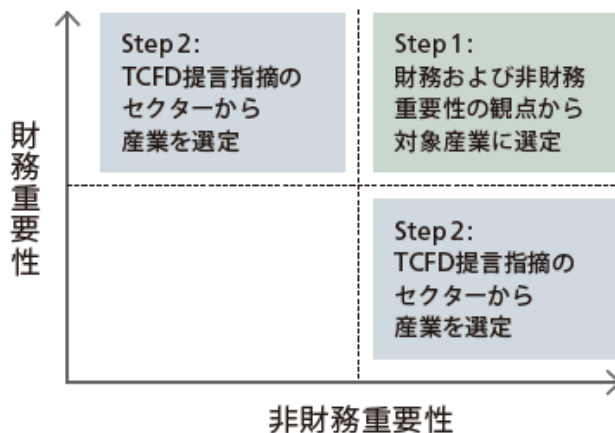 Step 2:
TCFD提言指摘の
セクターから
産業を選定
Step 1:
財務および非財務
重要性の観点から
対象産業に選定
財務重要性
Step 2:
TCFD提言指摘の
セクターから
産業を選定
非財務重要性